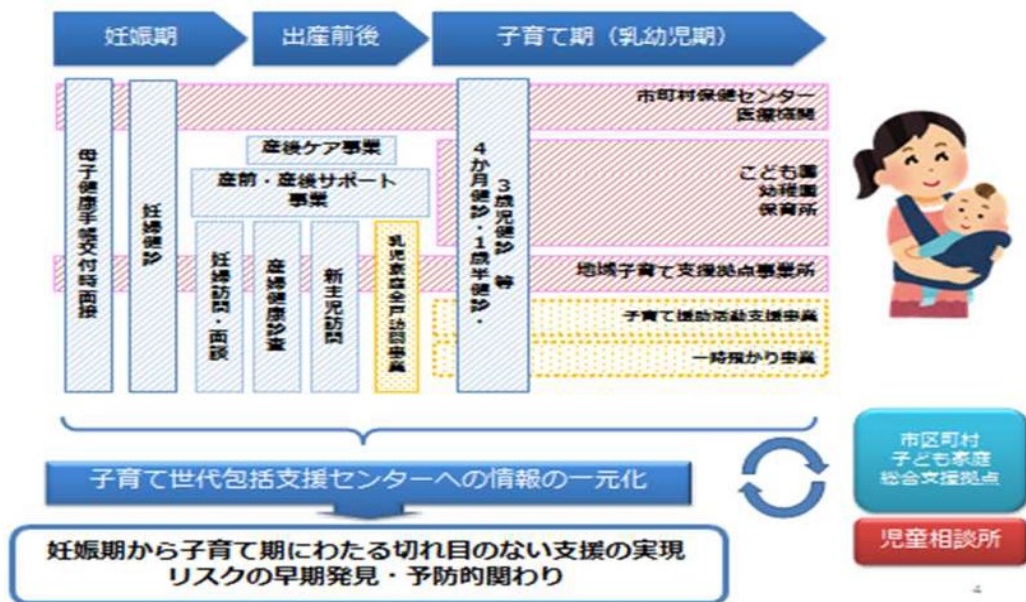 妊娠期
出産前後
子育て期（乳幼児期）
市町村保健センター
医療機関
母子健康手帳交付時面接
妊婦健診
産後ケア事業
産前・産後サポート
事業
妊婦訪問・面談
産婦健康診査
新生児訪問
乳児家庭全戸訪問事業
3歳児健診　等
4か月健診・1歳半健診・
こども園
幼稚園
保育所
地域子育て支援拠点事業所
子育て援助活動支援事業
一時預かり事業
子育て世代包括支援センターへの情報の一元化
市区町村
子ども家庭
総合支援拠点
児童相談所
妊娠期から子育て期にわたる切れ目のない支援の実現
リスクの早期発見・予防的関わり
4